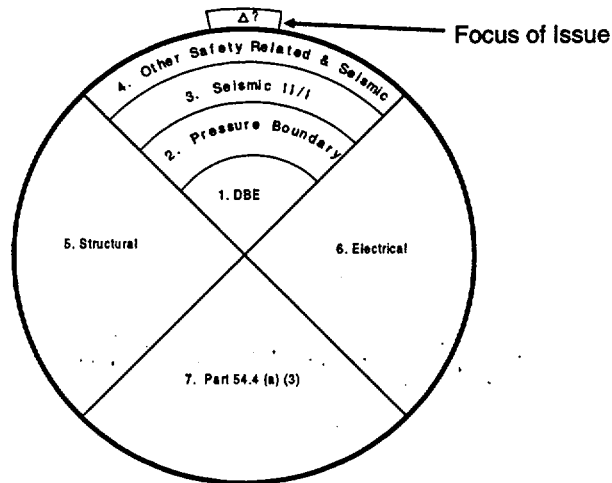 Δ?
Focus of Issue
4. Other Safety Related & Seismic
3. Seismic II/I
2. Pressure Boundary
1. DBE
5. Structural
6. Electrical
7. Part 54.4 (a) (3)